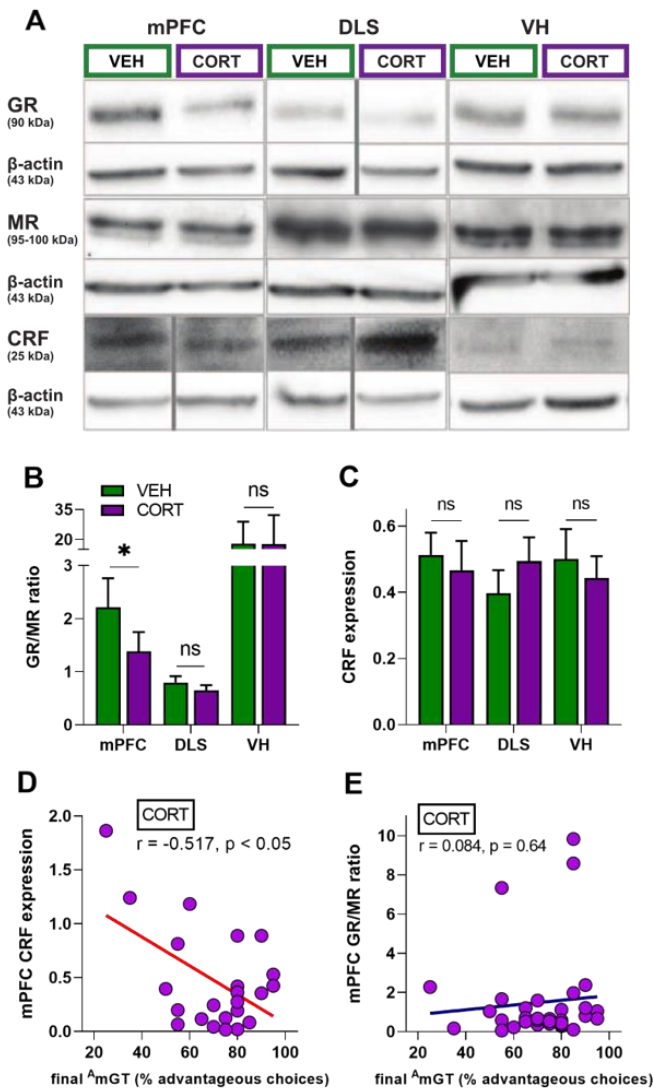 A
mPFC DLS VH
VEH CORT VEH CORT VEH CORT
GR
(90 kDa)
β-actin
(43 kDa)
MR
(95-100 kDa)
β-actin
(43 kDa)
CRF
(25 kDa)
β-actin
(43 kDa)
B
VEH
CORT
GR/MR ratio
35
20
3
2
1
0
*
ns
ns
mPFC DLS VH
C
CRF expression
0.6
0.4
0.2
0.0
ns ns ns
mPFC DLS VH
D
CORT
r = -0.517, p < 0.05
mPFC CRF expression
2.0
1.5
1.0
0.5
0.0
20 40 60 80 100
final ᴬmGT (% advantageous choices)
E
CORT
r = 0.084, p = 0.64
mPFC GR/MR ratio
10
8
6
4
2
0
20 40 60 80 100
final ᴬmGT (% advantageous choices)